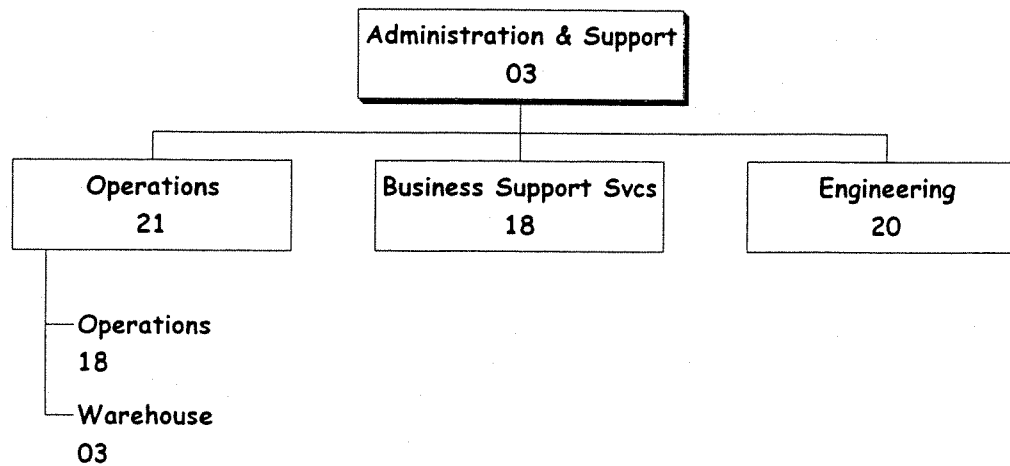 Administration & Support
03
Operations
21
Business Support Svcs
18
Engineering
20
Operations
18
Warehouse
03